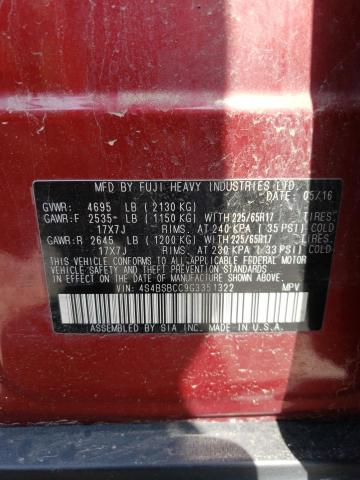 MFD. BY FUJI HEAVY INDUSTRIES LTD.
DATE: 05/16
GVWR: 4695 LB (2130 KG)
GAWR:F 2535 LB (1150 KG) WITH 225/65R17 TIRES
17X7J RIMS. AT 240 KPA (35 PSI) COLD
GAWR:R 2645 LB (1200 KG) WITH 225/65R17 TIRES
17X7J RIMS. AT 230 KPA (33 PSI) COLD
THIS VEHICLE CONFORMS TO ALL APPLICABLE FEDERAL MOTOR
VEHICLE SAFETY AND THEFT PREVENTION STANDARDS
IN EFFECT ON THE DATE OF MANUFACTURE SHOWN ABOVE.
VIN: 4S4BSBCC9G3351322 MPV
ASSEMBLED BY SIA INC. MADE IN U.S.A.